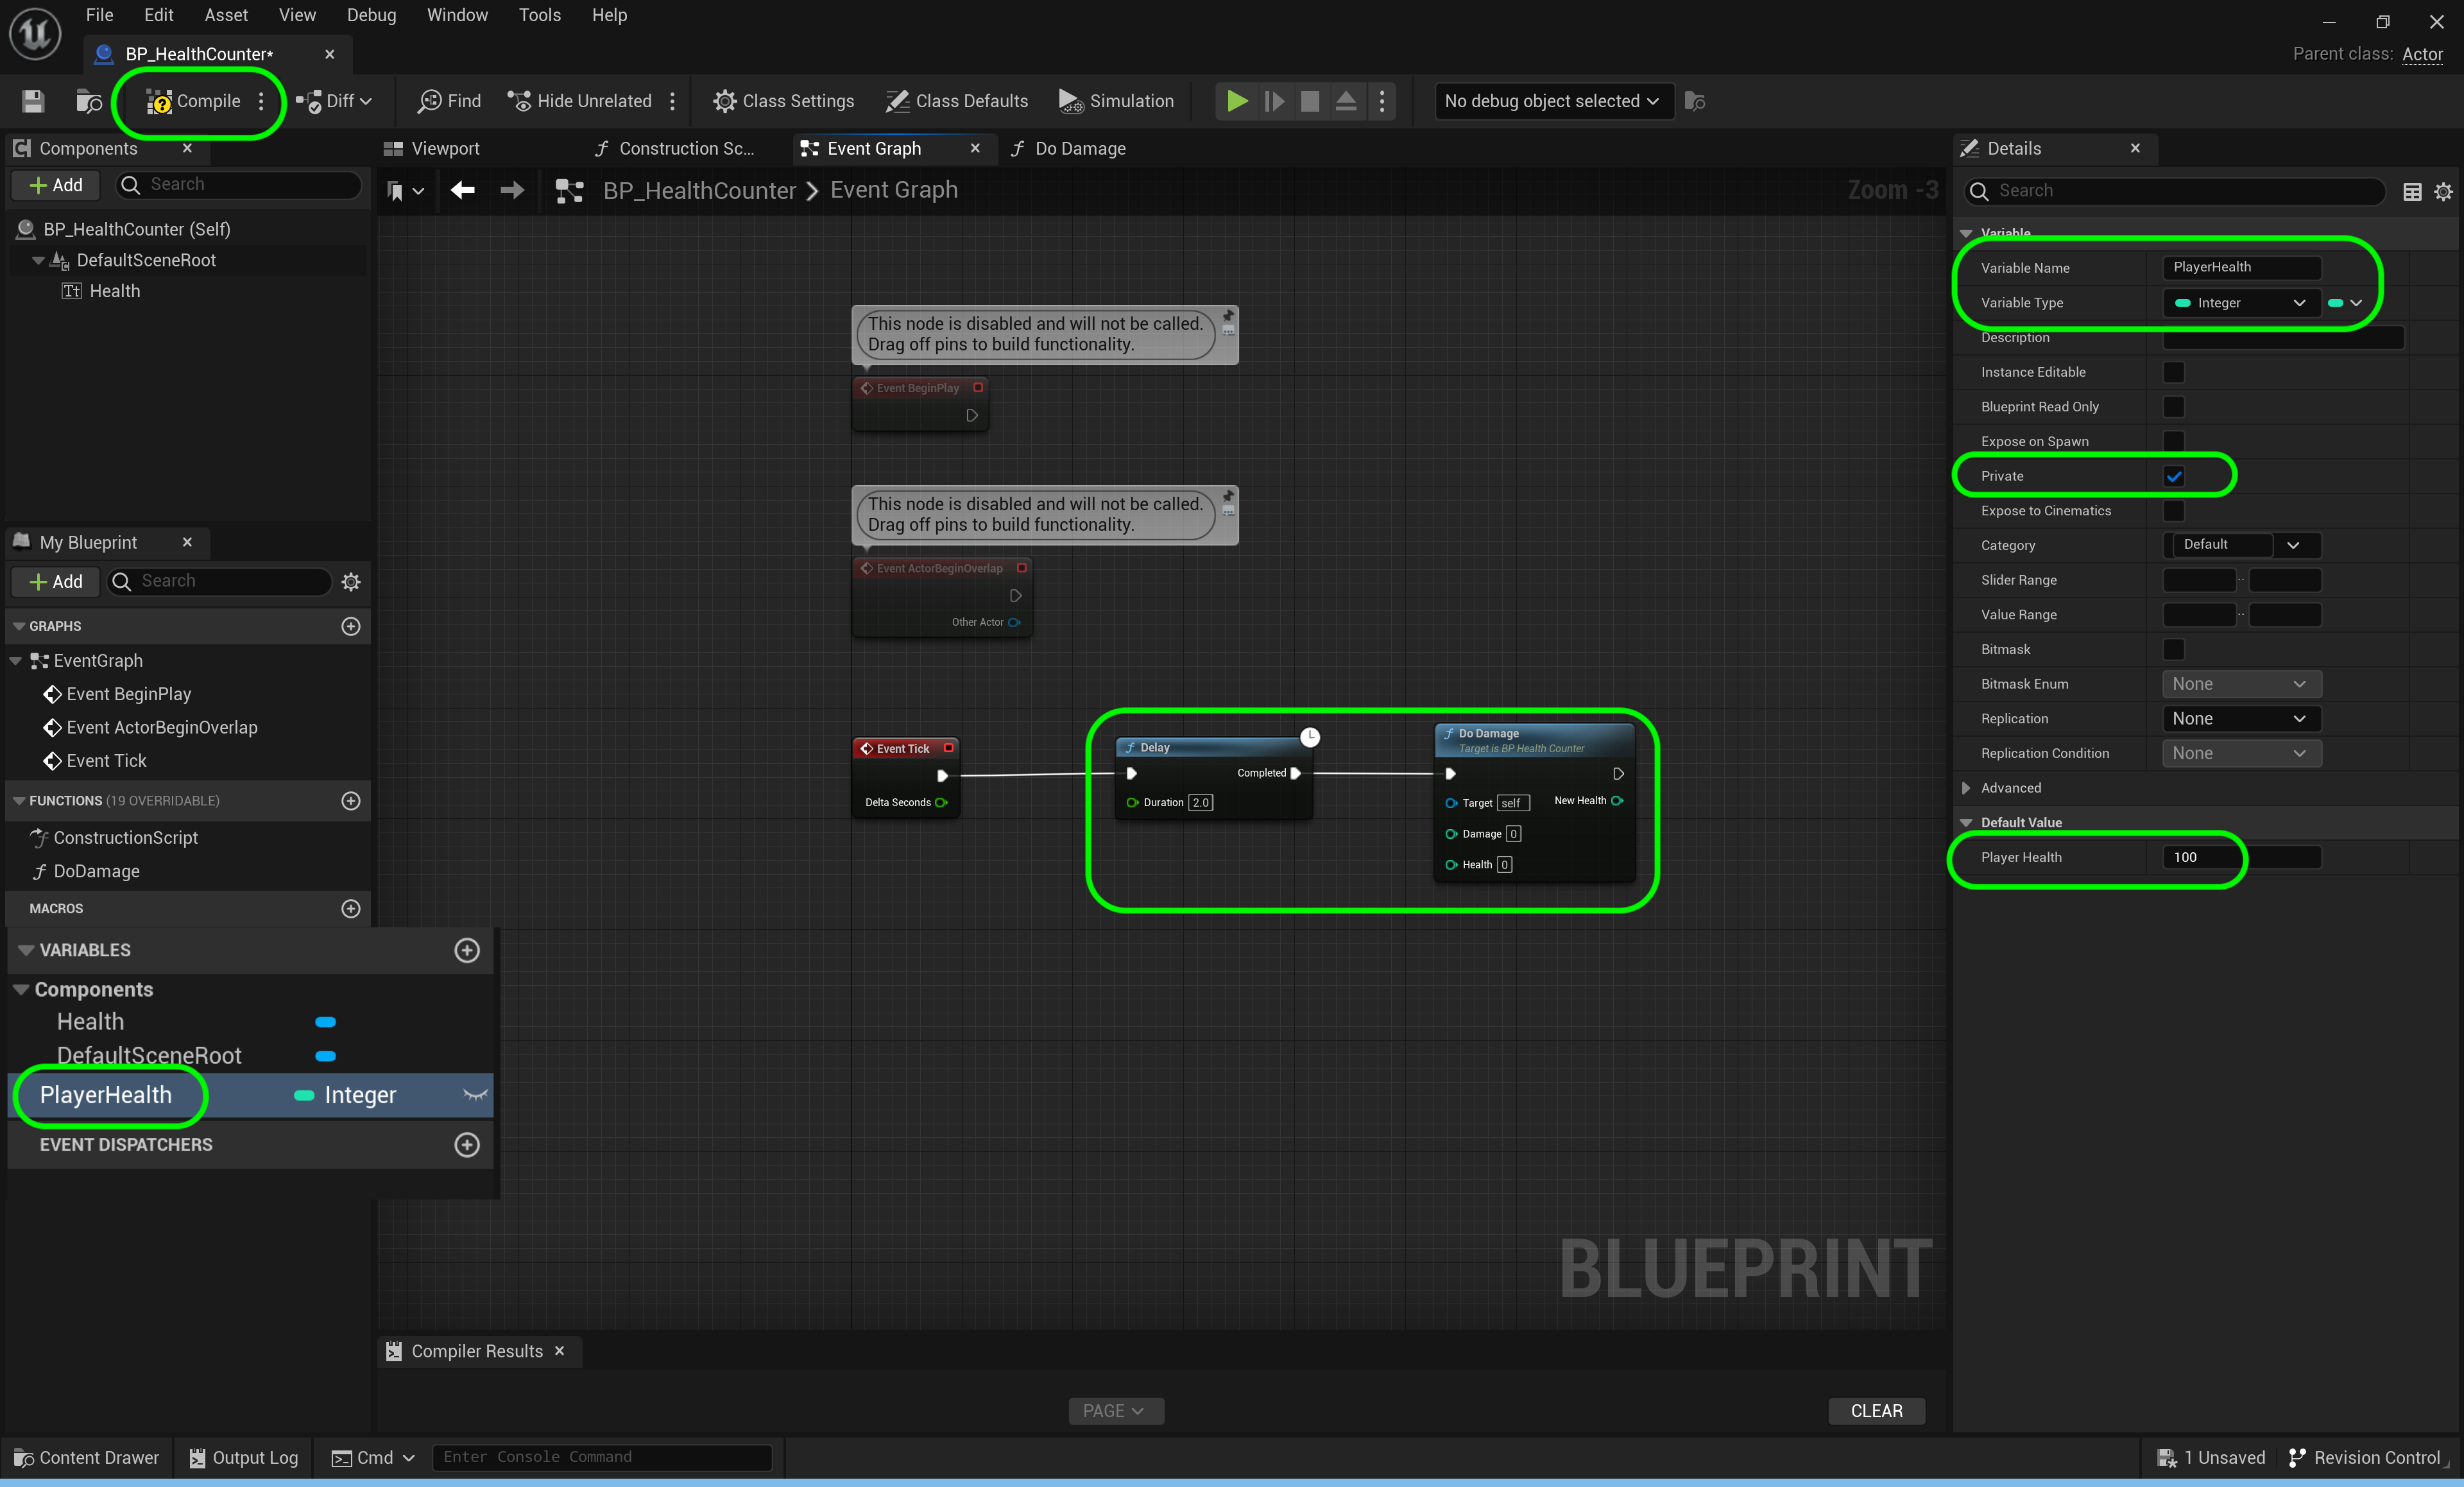 File Edit Asset View Debug Window Tools Help
BP_HealthCounter*
Parent class: Actor
Compile Diff Find Hide Unrelated Class Settings Class Defaults Simulation No debug object selected
Components
Add Search
BP_HealthCounter (Self)
DefaultSceneRoot
Health
My Blueprint
Add Search
GRAPHS
EventGraph
Event BeginPlay
Event ActorBeginOverlap
Event Tick
FUNCTIONS (19 OVERRIDABLE)
ConstructionScript
DoDamage
MACROS
VARIABLES
Components
Health
DefaultSceneRoot
PlayerHealth Integer
EVENT DISPATCHERS
Viewport Construction Sc... Event Graph Do Damage
BP_HealthCounter Event Graph Zoom -3
This node is disabled and will not be called.
Drag off pins to build functionality.
Event BeginPlay
This node is disabled and will not be called.
Drag off pins to build functionality.
Event ActorBeginOverlap
Other Actor
Event Tick
Delta Seconds
Delay
Completed
Duration 2.0
Do Damage
Target is BP Health Counter
Target self New Health
Damage 0
Health 0
BLUEPRINT
Compiler Results
PAGE CLEAR
Details
Search
Variable
Variable Name PlayerHealth
Variable Type Integer
Description
Instance Editable
Blueprint Read Only
Expose on Spawn
Private
Expose to Cinematics
Category Default
Slider Range
Value Range
Bitmask
Bitmask Enum None
Replication None
Replication Condition None
Advanced
Default Value
Player Health 100
Content Drawer Output Log Cmd Enter Console Command 1 Unsaved Revision Control